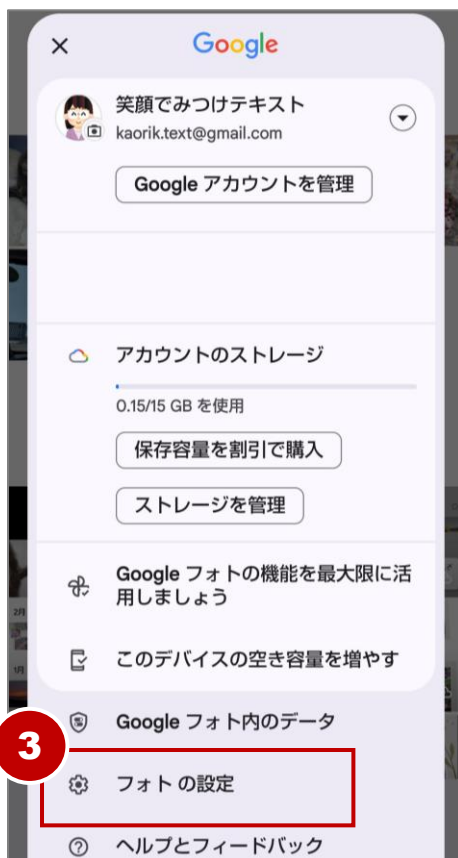 Google
笑顔でみつけテキスト
kaorik.text@gmail.com
Google アカウントを管理
アカウントのストレージ
0.15/15 GB を使用
保存容量を割引で購入
ストレージを管理
Google フォトの機能を最大限に活
用しましょう
このデバイスの空き容量を増やす
2月
1月
Google フォト内のデータ
3
フォト の設定
ヘルプとフィードバック